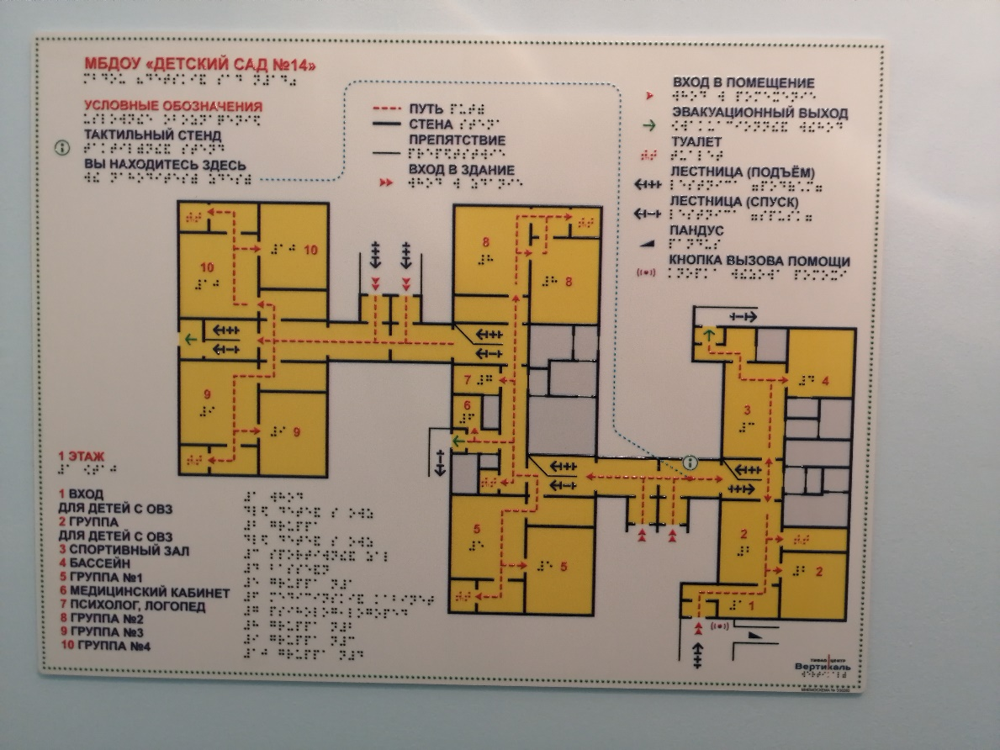 МБДОУ «ДЕТСКИЙ САД №14»
УСЛОВНЫЕ ОБОЗНАЧЕНИЯ
ТАКТИЛЬНЫЙ СТЕНД
ВЫ НАХОДИТЕСЬ ЗДЕСЬ
ПУТЬ
СТЕНА
ПРЕПЯТСТВИЕ
ВХОД В ЗДАНИЕ
ВХОД В ПОМЕЩЕНИЕ
ЭВАКУАЦИОННЫЙ ВЫХОД
ТУАЛЕТ
ЛЕСТНИЦА (ПОДЪЁМ)
ЛЕСТНИЦА (СПУСК)
ПАНДУС
КНОПКА ВЫЗОВА ПОМОЩИ
10
10
9
9
8
8
7
6
5
5
4
3
2
2
1
1 ЭТАЖ
1 ВХОД
ДЛЯ ДЕТЕЙ С ОВЗ
2 ГРУППА
ДЛЯ ДЕТЕЙ С ОВЗ
3 СПОРТИВНЫЙ ЗАЛ
4 БАССЕЙН
5 ГРУППА №1
6 МЕДИЦИНСКИЙ КАБИНЕТ
7 ПСИХОЛОГ, ЛОГОПЕД
8 ГРУППА №2
9 ГРУППА №3
10 ГРУППА №4
ТИФЛОЦЕНТР
Вертикаль